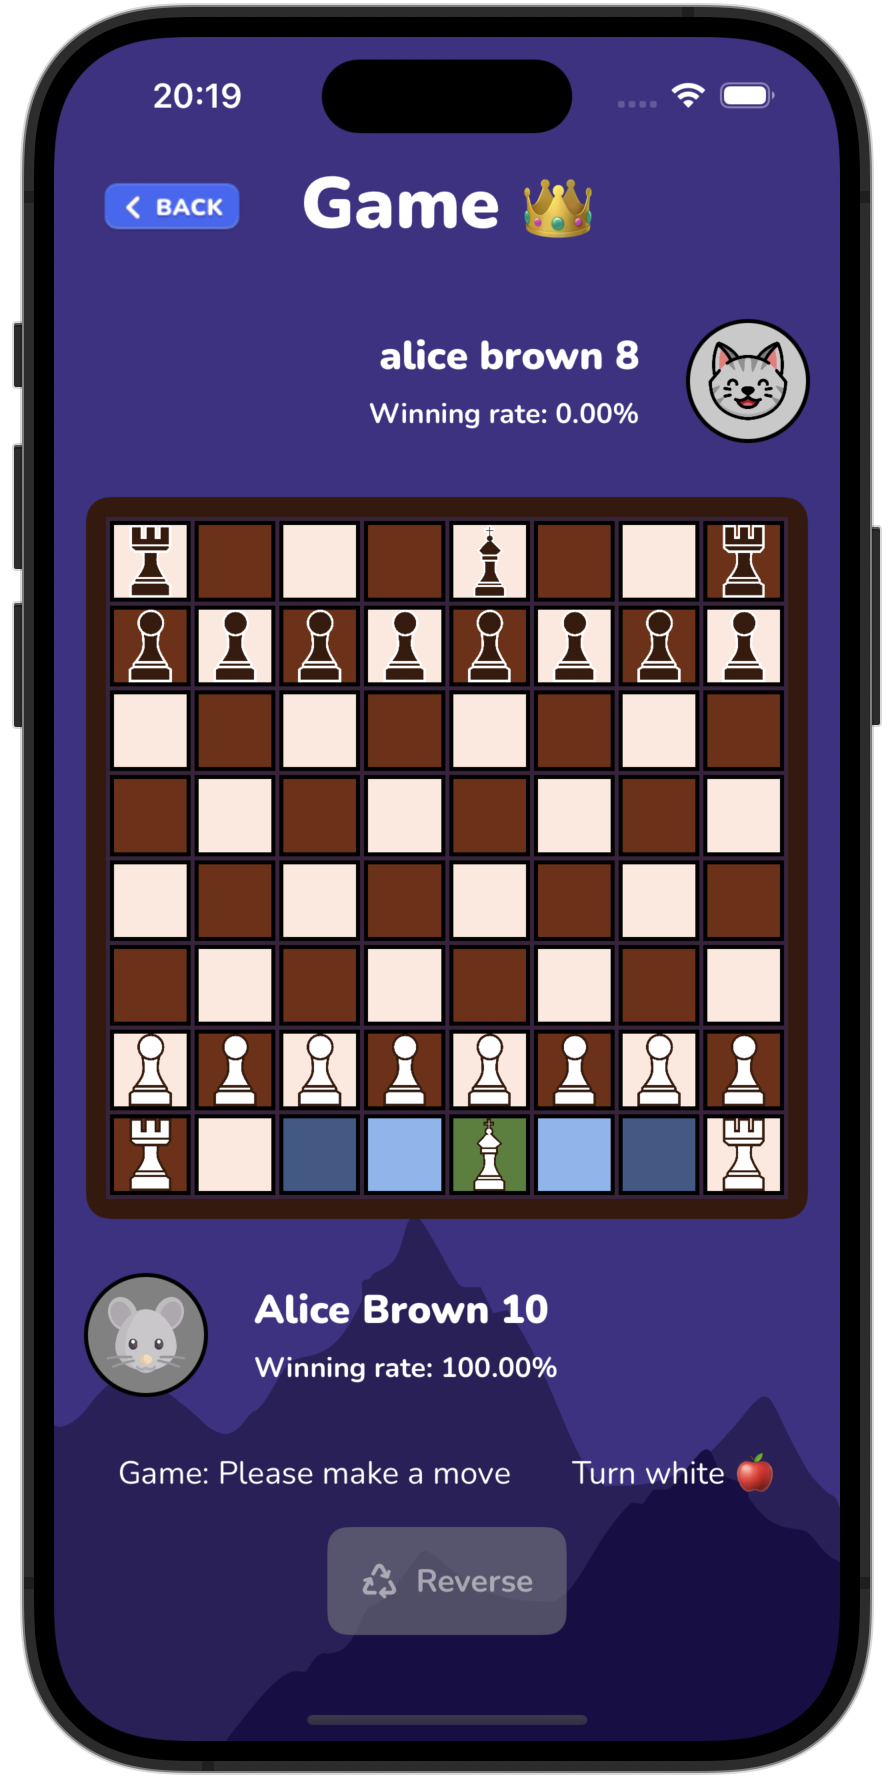 20:19
BACK
Game 👑
alice brown 8
Winning rate: 0.00%
Alice Brown 10
Winning rate: 100.00%
Game: Please make a move
Turn white 🍎
Reverse